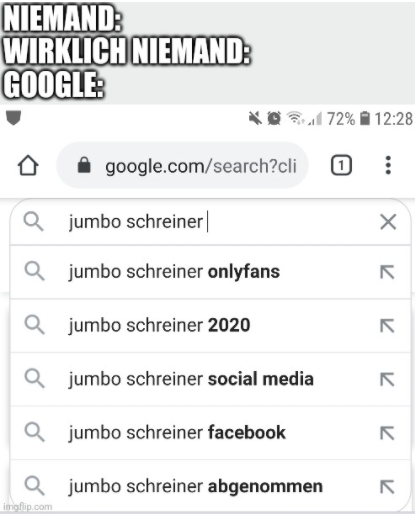 NIEMAND:
WIRKLICH NIEMAND:
GOOGLE:
72% 12:28
google.com/search?cli 1
jumbo schreiner
jumbo schreiner onlyfans
jumbo schreiner 2020
jumbo schreiner social media
jumbo schreiner facebook
jumbo schreiner abgenommen
imgflip.com